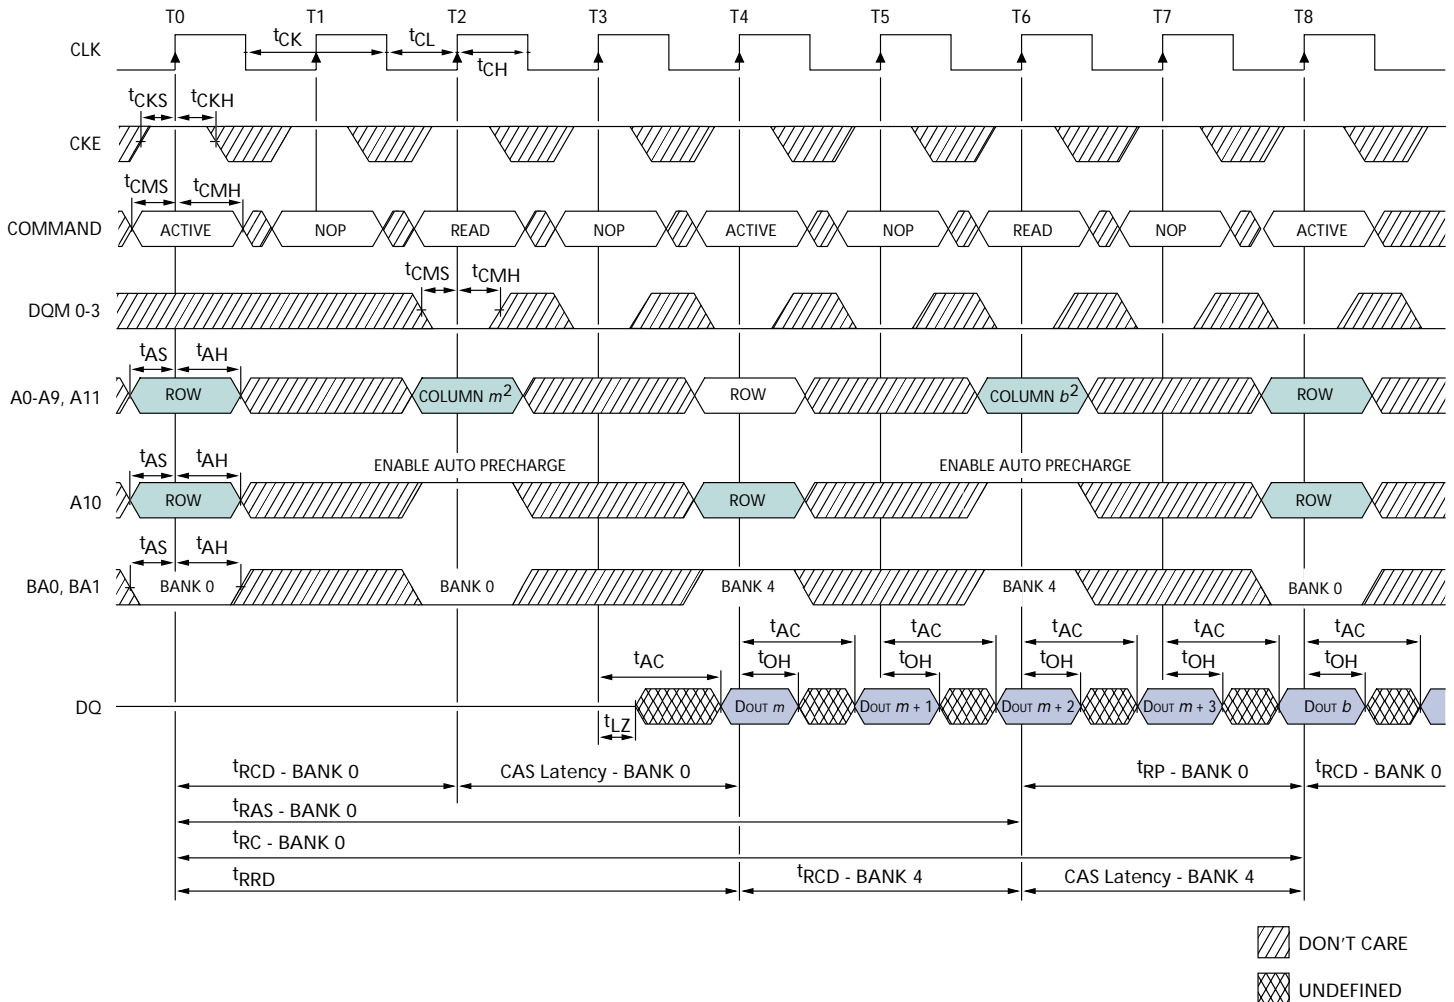 T0 T1 T2 T3 T4 T5 T6 T7 T8
CLK tCK tCL tCH
tCKS tCKH
CKE
tCMS tCMH
COMMAND ACTIVE NOP READ NOP ACTIVE NOP READ NOP ACTIVE
tCMS tCMH
DQM 0-3
tAS tAH
A0-A9, A11 ROW COLUMN m2 ROW COLUMN b2 ROW
tAS tAH ENABLE AUTO PRECHARGE ENABLE AUTO PRECHARGE
A10 ROW ROW ROW
tAS tAH
BA0, BA1 BANK 0 BANK 0 BANK 4 BANK 4 BANK 0
tAC tAC tAC tAC tAC tAC
tOH tOH tOH tOH tOH
DQ DOUT m DOUT m + 1 DOUT m + 2 DOUT m + 3 DOUT b
tLZ
tRCD - BANK 0 CAS Latency - BANK 0 tRP - BANK 0 tRCD - BANK 0
tRAS - BANK 0
tRC - BANK 0
tRRD tRCD - BANK 4 CAS Latency - BANK 4
DON'T CARE
UNDEFINED